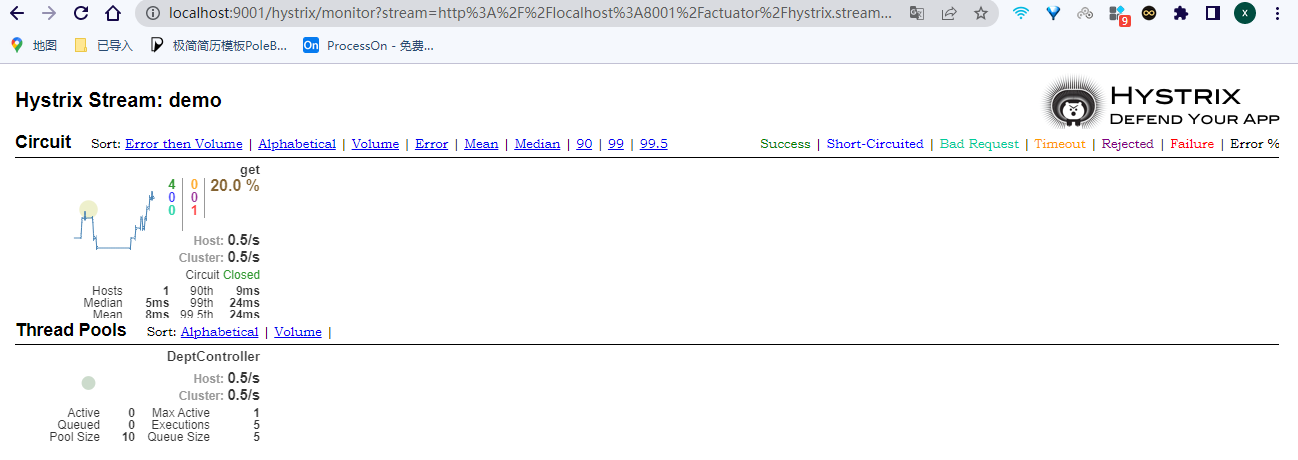 localhost:9001/hystrix/monitor?stream=http%3A%2F%2Flocalhost%3A8001%2Factuator%2Fhystrix.stream...
9
X
地图 已导入 极简简历模板PoleB... On ProcessOn - 免费...
Hystrix Stream: demo
HYSTRIX
DEFEND YOUR APP
Circuit Sort: Error then Volume | Alphabetical | Volume | Error | Mean | Median | 90 | 99 | 99.5 Success | Short-Circuited | Bad Request | Timeout | Rejected | Failure | Error %
get
4 0 20.0 %
0 0
0 1
Host: 0.5/s
Cluster: 0.5/s
Circuit Closed
Hosts 1 90th 9ms
Median 5ms 99th 24ms
Mean 8ms 99.5th 24ms
Thread Pools Sort: Alphabetical | Volume |
DeptController
Host: 0.5/s
Cluster: 0.5/s
Active 0 Max Active 1
Queued 0 Executions 5
Pool Size 10 Queue Size 5